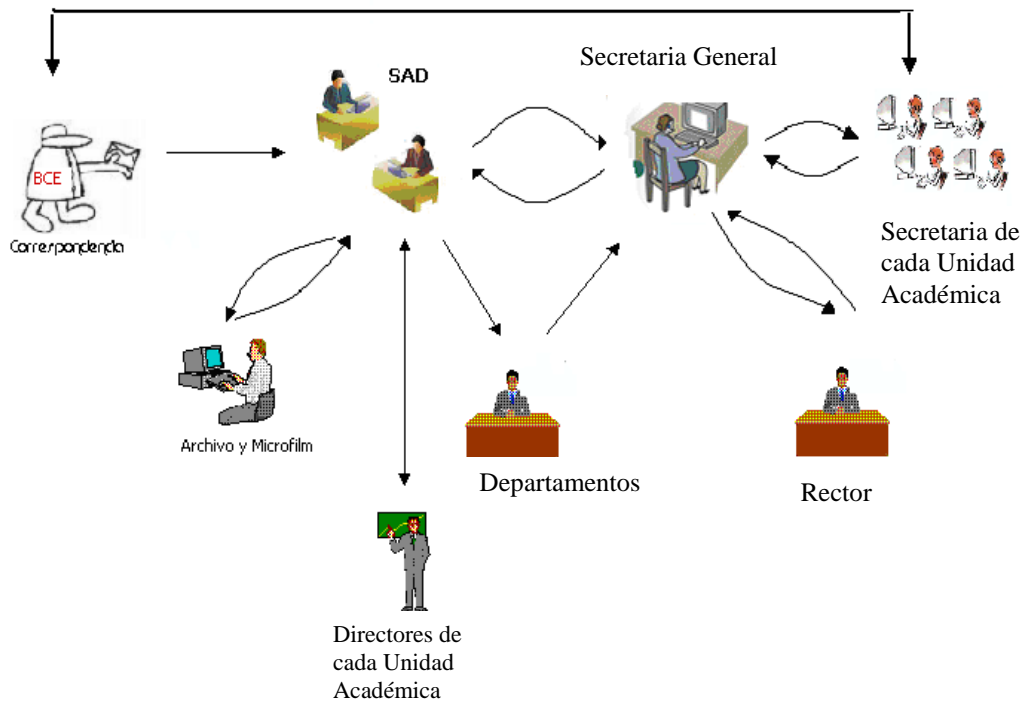 Secretaria General
SAD
BCE
Correspondencia
Secretaria de
cada Unidad
Académica
Archivo y Microfilm
Departamentos
Rector
Directores de
cada Unidad
Académica